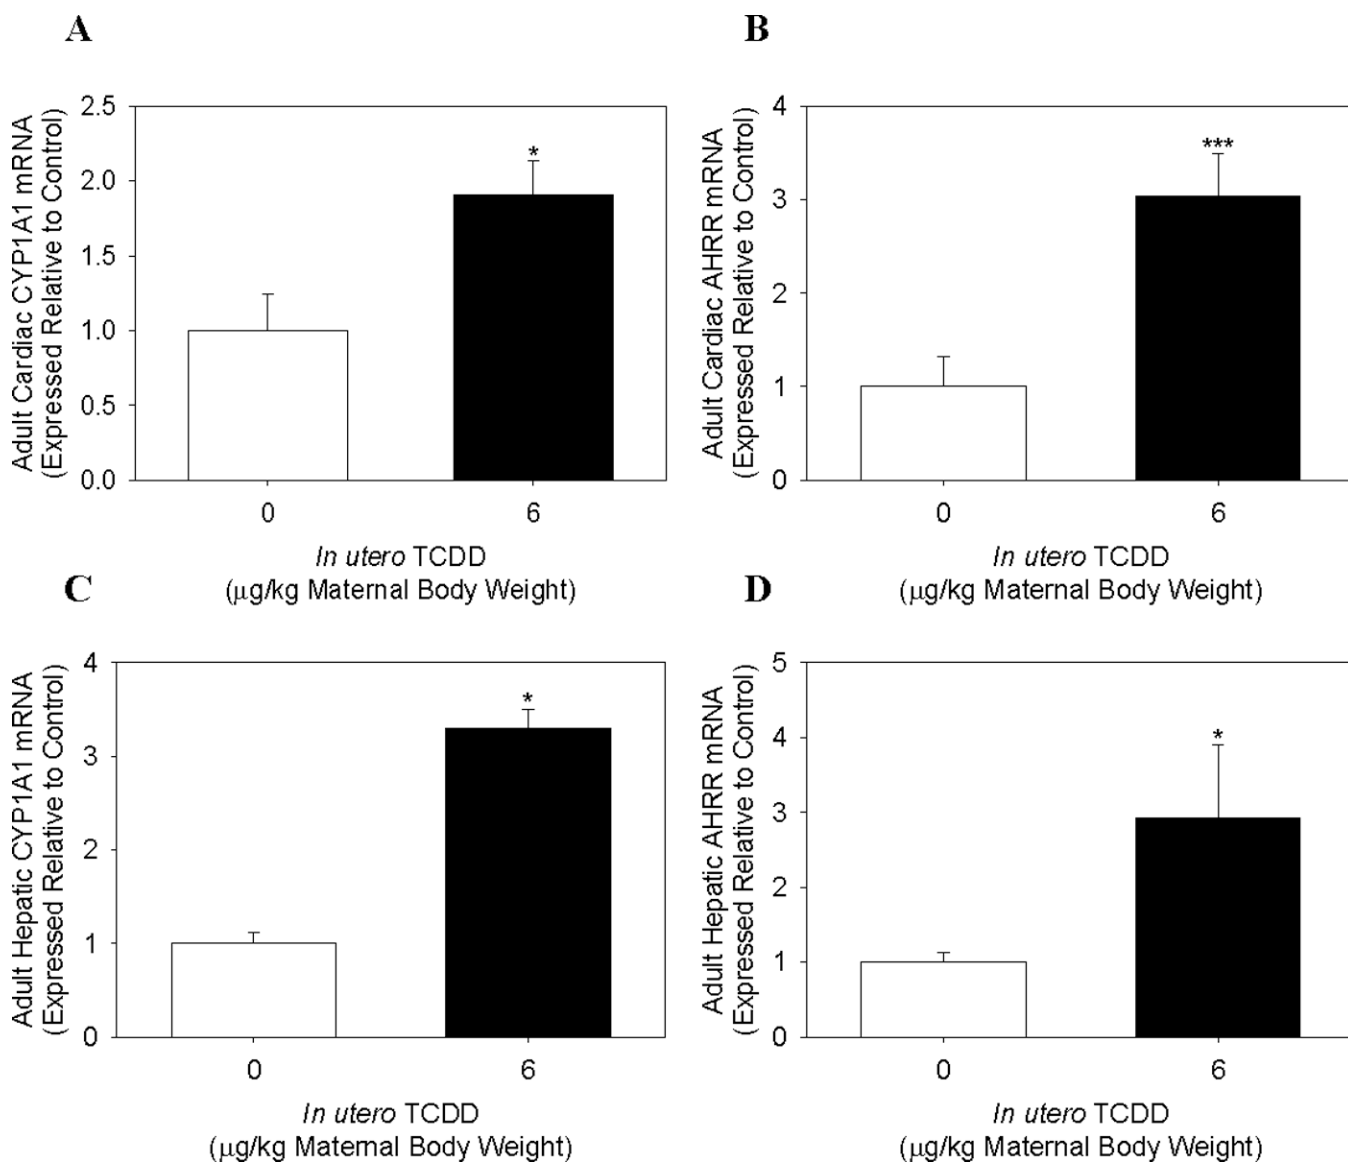 A
Adult Cardiac CYP1A1 mRNA
(Expressed Relative to Control)
2.5
2.0
1.5
1.0
0.5
0.0
*
0
6
In utero TCDD
(μg/kg Maternal Body Weight)
B
Adult Cardiac AHRR mRNA
(Expressed Relative to Control)
4
3
2
1
0
***
0
6
In utero TCDD
(μg/kg Maternal Body Weight)
C
Adult Hepatic CYP1A1 mRNA
(Expressed Relative to Control)
4
3
2
1
0
*
0
6
In utero TCDD
(μg/kg Maternal Body Weight)
D
Adult Hepatic AHRR mRNA
(Expressed Relative to Control)
5
4
3
2
1
0
*
0
6
In utero TCDD
(μg/kg Maternal Body Weight)